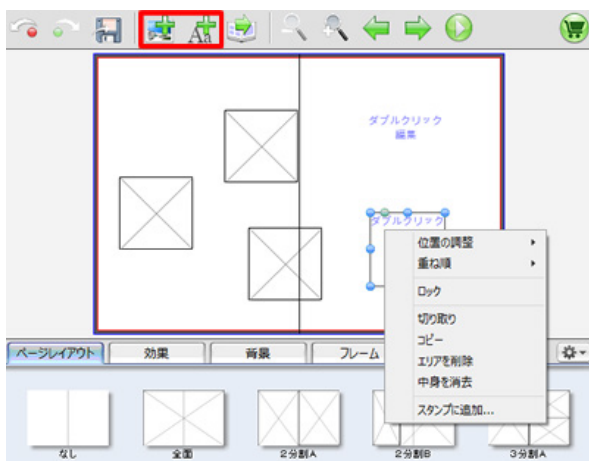 Aa
ダブルクリック
編集
ダブルクリック
位置の調整
重ね順
ロック
切り取り
コピー
エリアを削除
中身を消去
スタンプに追加...
ページレイアウト
効果
背景
フレーム
なし
全面
2分割A
2分割B
3分割A